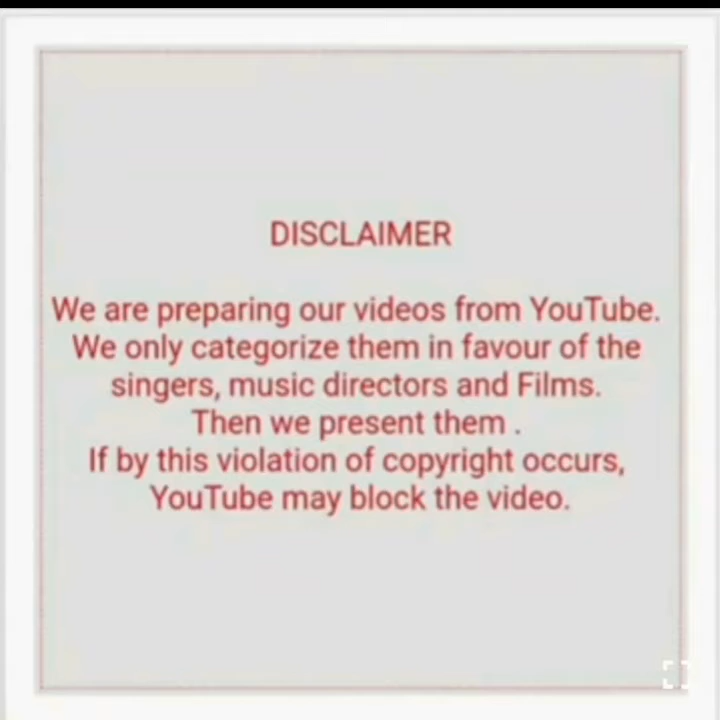 DISCLAIMER
We are preparing our videos from YouTube.
We only categorize them in favour of the
singers, music directors and Films.
Then we present them .
If by this violation of copyright occurs,
YouTube may block the video.